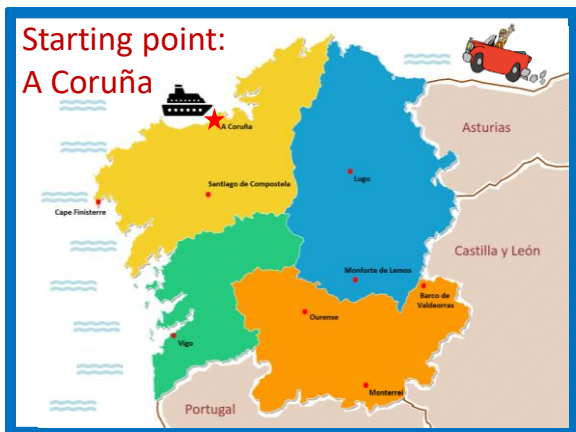 Starting point:
A Coruña
A Coruña
Asturias
Lugo
Santiago de Compostela
Cape Finisterre
Castilla y León
Monforte de Lemos
Barco de
Valdeorras
Ourense
Vigo
Monterrei
Portugal